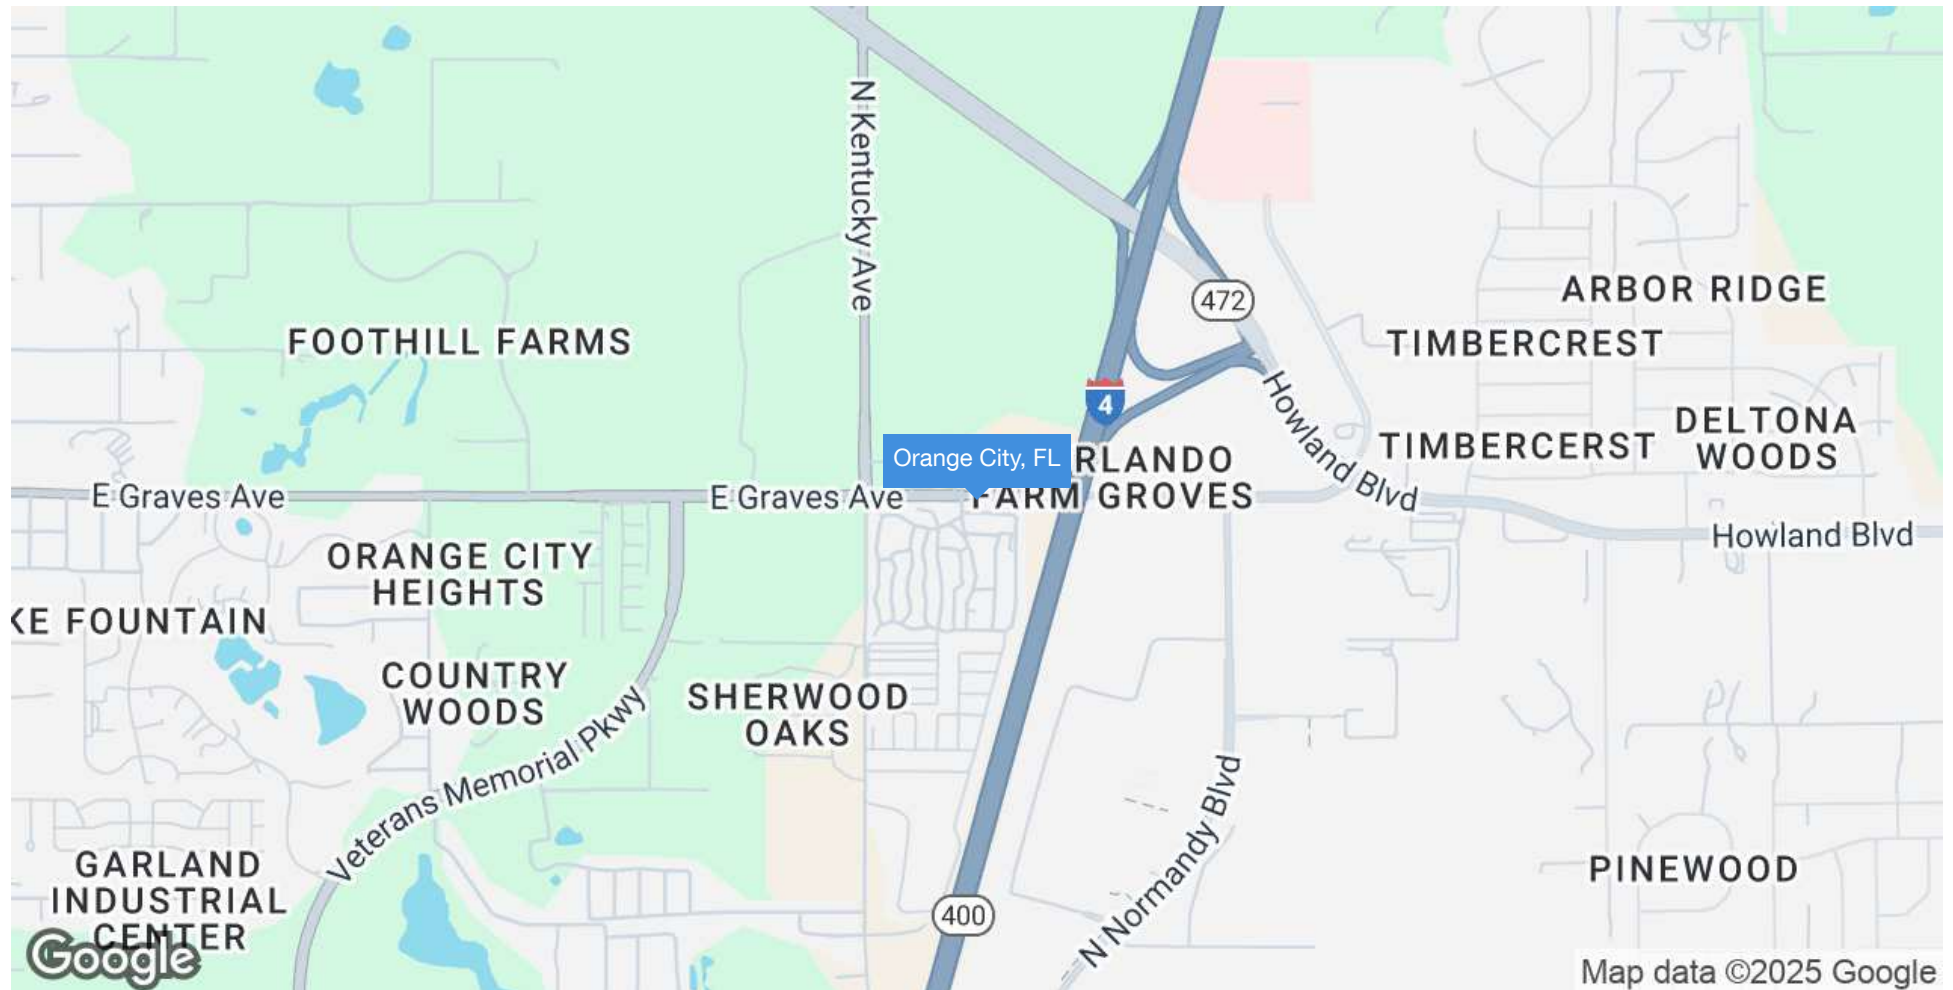 N Kentucky Ave
472
ARBOR RIDGE
FOOTHILL FARMS
TIMBERCREST
4
Howland Blvd
DELTONA
WOODS
TIMBERCERST
Orange City, FL
RLANDO
FARM GROVES
E Graves Ave
E Graves Ave
Howland Blvd
ORANGE CITY
HEIGHTS
KE FOUNTAIN
COUNTRY
WOODS
SHERWOOD
OAKS
Veterans Memorial Pkwy
N Normandy Blvd
GARLAND
INDUSTRIAL
CENTER
PINEWOOD
400
Google
Map data ©2025 Google